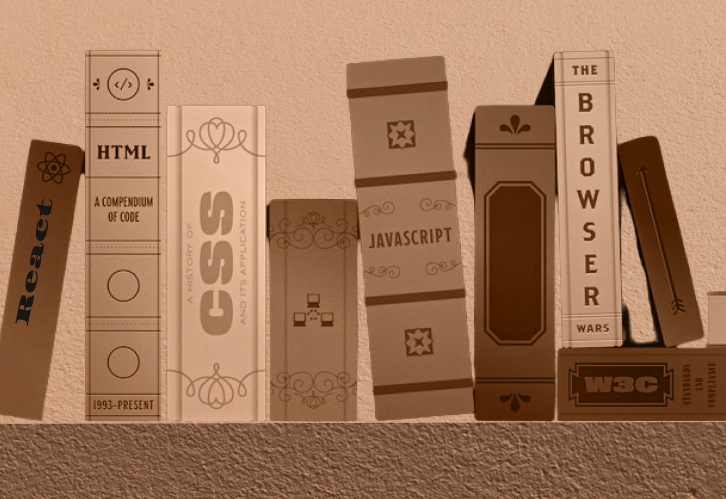 React
</>
HTML
A COMPENDIUM
OF CODE
1993-PRESENT
A HISTORY OF
CSS
AND ITS APPLICATION
JAVASCRIPT
THE
BROWSER
WARS
W3C
STANDARDS
AND
COMPLIANCE